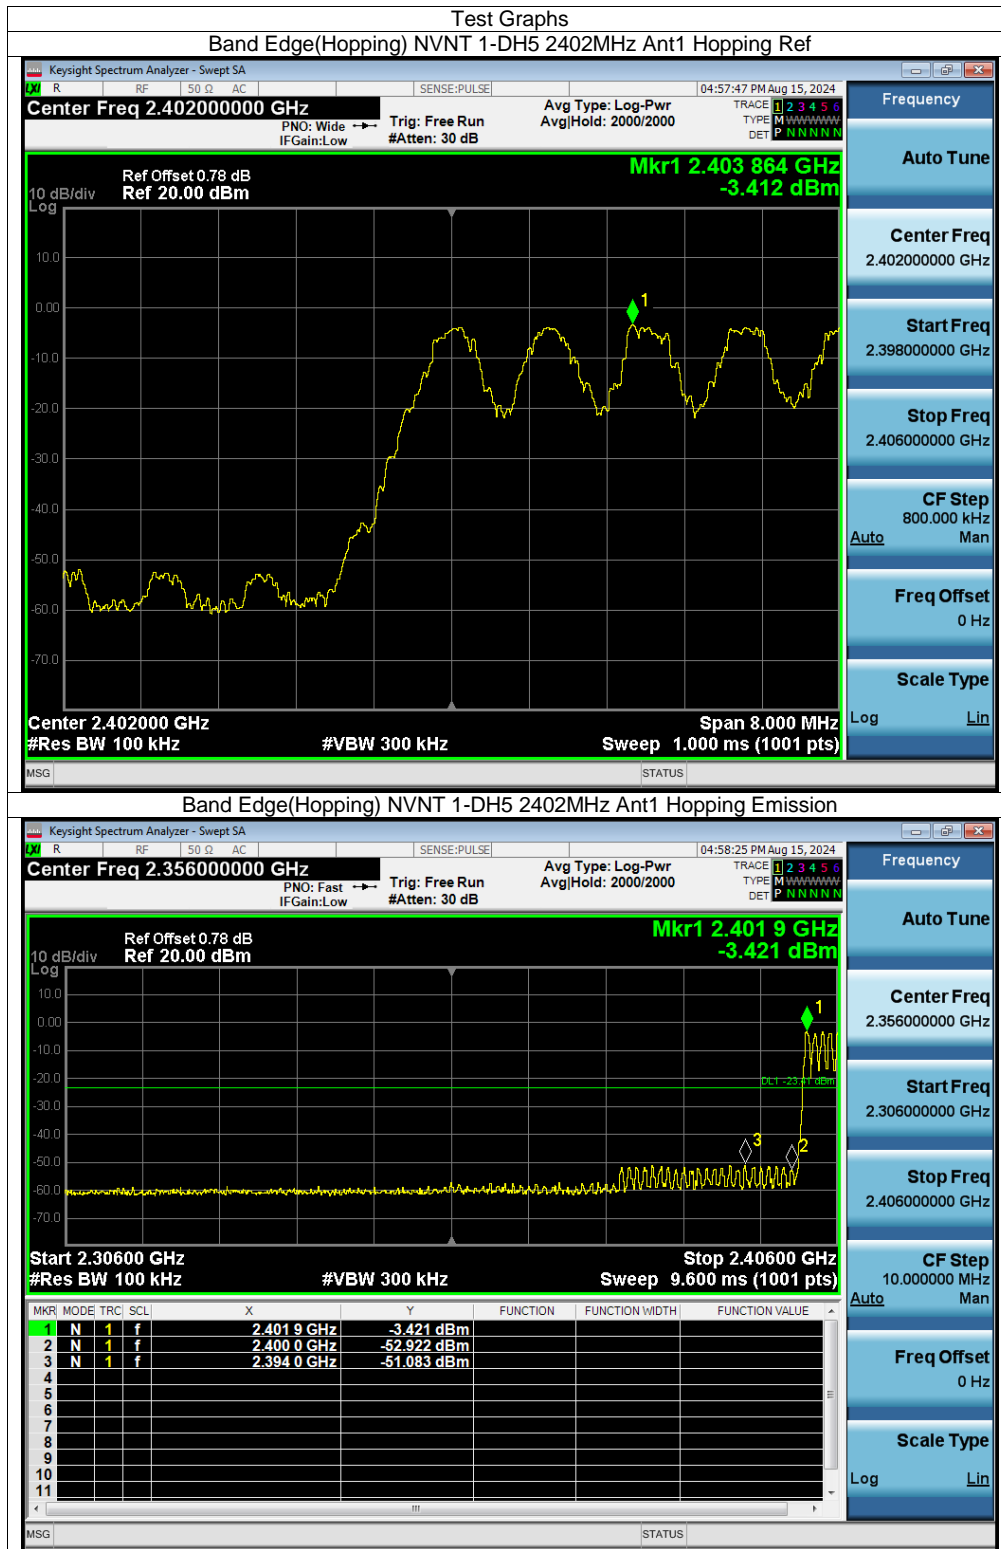 Test Graphs
Band Edge(Hopping) NVNT 1-DH5 2402MHz Ant1 Hopping Ref
Keysight Spectrum Analyzer - Swept SA
LXI R RF 50 Ω AC SENSE:PULSE 04:57:47 PM Aug 15, 2024
Center Freq 2.402000000 GHz
PNO: Wide
IFGain:Low
Trig: Free Run
#Atten: 30 dB
Avg Type: Log-Pwr
Avg|Hold: 2000/2000
TRACE 1 2 3 4 5 6
TYPE M WWWWW
DET P N N N N N
Mkr1 2.403 864 GHz
-3.412 dBm
Ref Offset 0.78 dB
10 dB/div Ref 20.00 dBm
Log
10.0
0.00
-10.0
-20.0
-30.0
-40.0
-50.0
-60.0
-70.0
1
Center 2.402000 GHz Span 8.000 MHz
#Res BW 100 kHz #VBW 300 kHz Sweep 1.000 ms (1001 pts)
MSG STATUS
Frequency
Auto Tune
Center Freq
2.402000000 GHz
Start Freq
2.398000000 GHz
Stop Freq
2.406000000 GHz
CF Step
800.000 kHz
Auto Man
Freq Offset
0 Hz
Scale Type
Log Lin
Band Edge(Hopping) NVNT 1-DH5 2402MHz Ant1 Hopping Emission
Keysight Spectrum Analyzer - Swept SA
LXI R RF 50 Ω AC SENSE:PULSE 04:58:25 PM Aug 15, 2024
Center Freq 2.356000000 GHz
PNO: Fast
IFGain:Low
Trig: Free Run
#Atten: 30 dB
Avg Type: Log-Pwr
Avg|Hold: 2000/2000
TRACE 1 2 3 4 5 6
TYPE M WWWWW
DET P N N N N N
Mkr1 2.401 9 GHz
-3.421 dBm
Ref Offset 0.78 dB
10 dB/div Ref 20.00 dBm
Log
10.0
0.00
-10.0
-20.0
-30.0
-40.0
-50.0
-60.0
-70.0
1
DL1 -23.41 dBm
3
2
Start 2.30600 GHz Stop 2.40600 GHz
#Res BW 100 kHz #VBW 300 kHz Sweep 9.600 ms (1001 pts)
MKR MODE TRC SCL X Y FUNCTION FUNCTION WIDTH FUNCTION VALUE
1 N 1 f 2.401 9 GHz -3.421 dBm
2 N 1 f 2.400 0 GHz -52.922 dBm
3 N 1 f 2.394 0 GHz -51.083 dBm
4
5
6
7
8
9
10
11
MSG STATUS
Frequency
Auto Tune
Center Freq
2.356000000 GHz
Start Freq
2.306000000 GHz
Stop Freq
2.406000000 GHz
CF Step
10.000000 MHz
Auto Man
Freq Offset
0 Hz
Scale Type
Log Lin